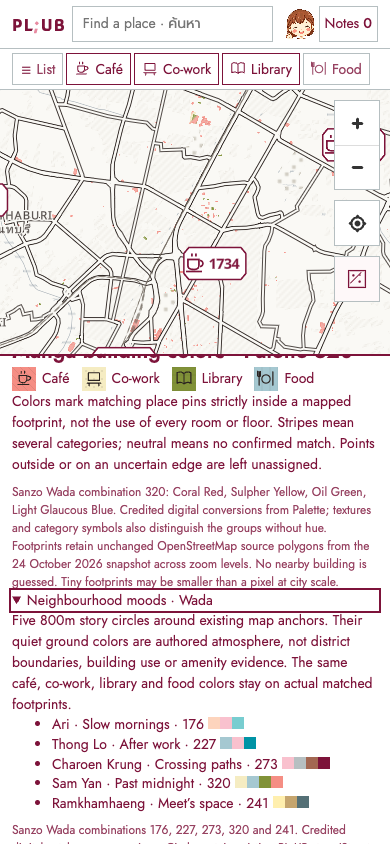 PL;UB
Find a place · ค้นหา
Notes 0
List
Café
Co-work
Library
Food
HABURI
1734
Café
Co-work
Library
Food
Colors mark matching place pins strictly inside a mapped
footprint, not the use of every room or floor. Stripes mean
several categories; neutral means no confirmed match. Points
outside or on an uncertain edge are left unassigned.
Sanzo Wada combination 320: Coral Red, Sulpher Yellow, Oil Green,
Light Glaucous Blue. Credited digital conversions from Palette; textures
and category symbols also distinguish the groups without hue.
Footprints retain unchanged OpenStreetMap source polygons from the
24 October 2026 snapshot across zoom levels. No nearby building is
guessed. Tiny footprints may be smaller than a pixel at city scale.
▼ Neighbourhood moods · Wada
Five 800m story circles around existing map anchors. Their
quiet ground colors are authored atmosphere, not district
boundaries, building use or amenity evidence. The same
café, co-work, library and food colors stay on actual matched
footprints.
• Ari · Slow mornings · 176
• Thong Lo · After work · 227
• Charoen Krung · Crossing paths · 273
• Sam Yan · Past midnight · 320
• Ramkhamhaeng · Meet's space · 241
Sanzo Wada combinations 176, 227, 273, 320 and 241. Credited